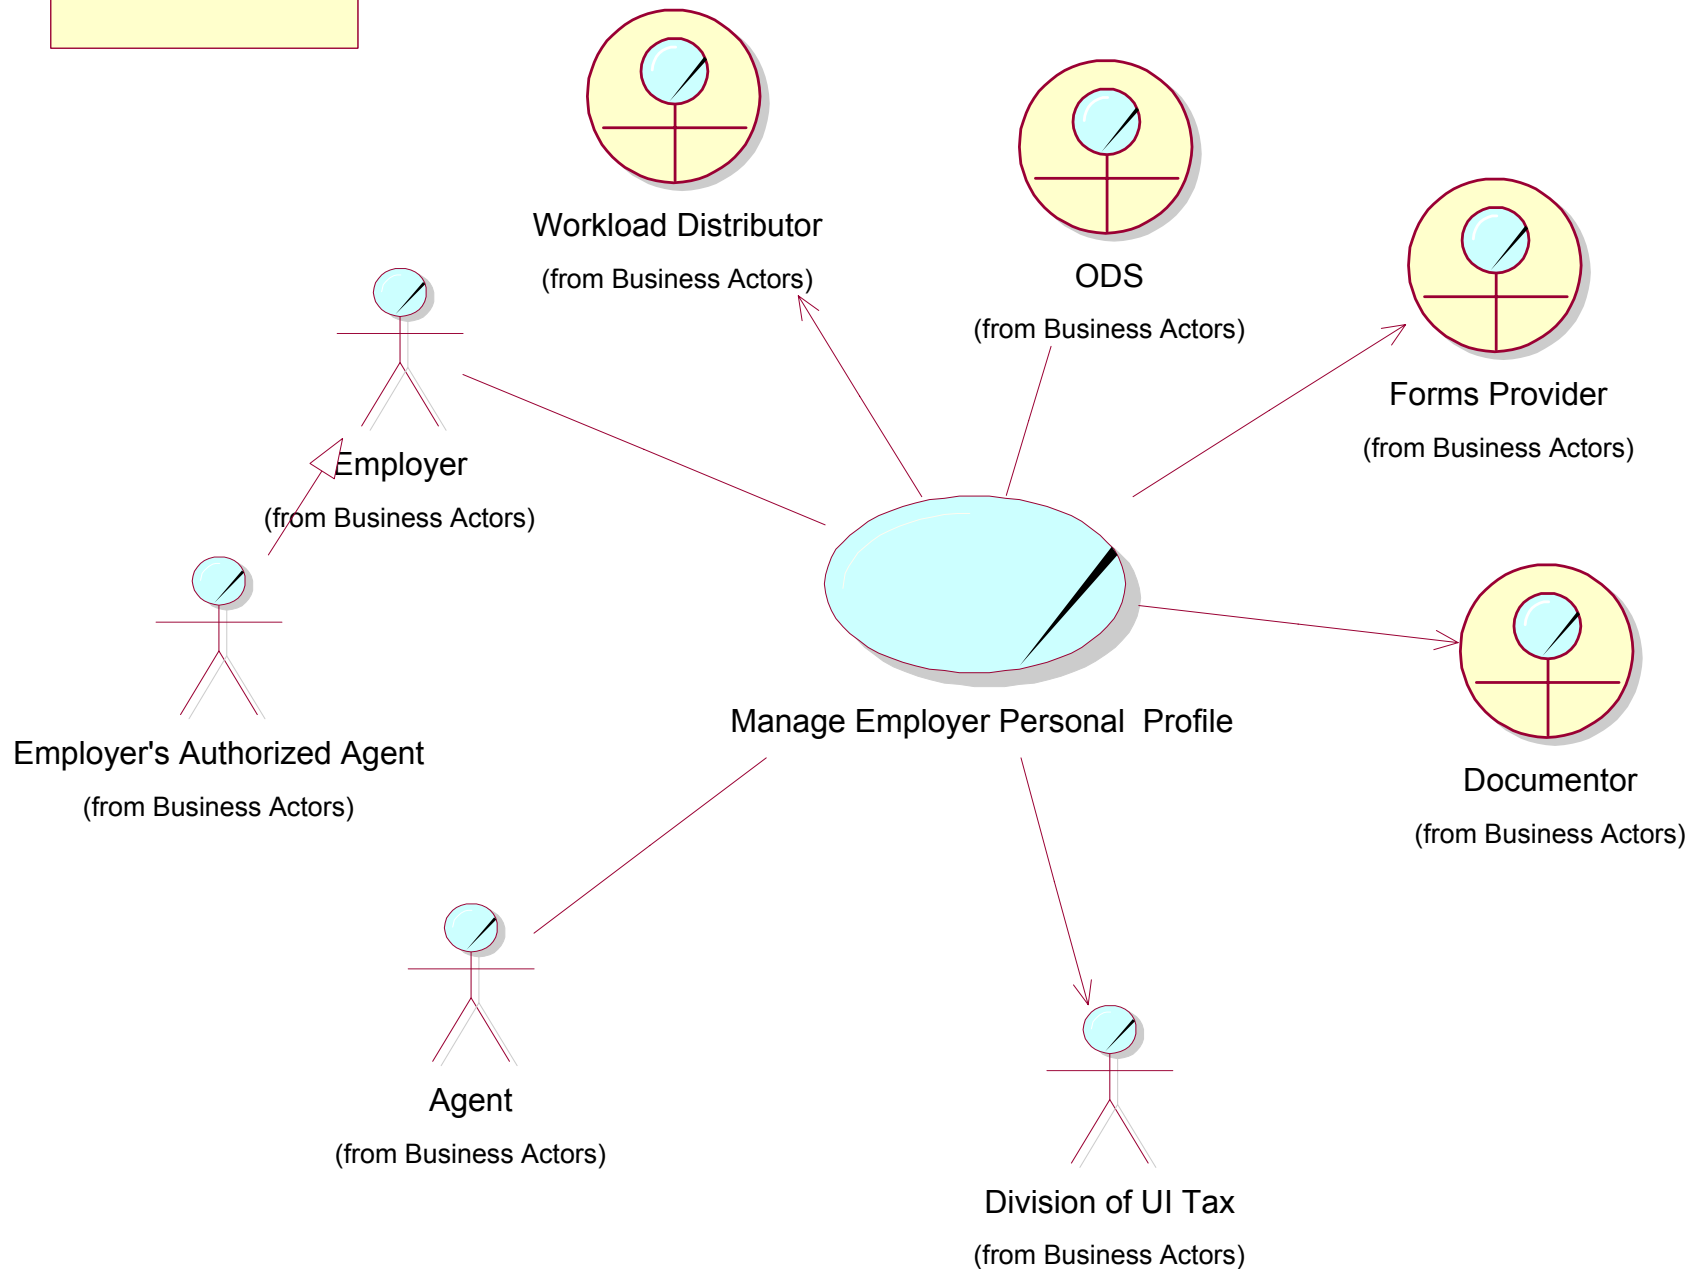 Workload Distributor
(from Business Actors)
ODS
(from Business Actors)
Forms Provider
(from Business Actors)
Employer
(from Business Actors)
Employer's Authorized Agent
(from Business Actors)
Manage Employer Personal  Profile
Documentor
(from Business Actors)
Agent
(from Business Actors)
Division of UI Tax
(from Business Actors)